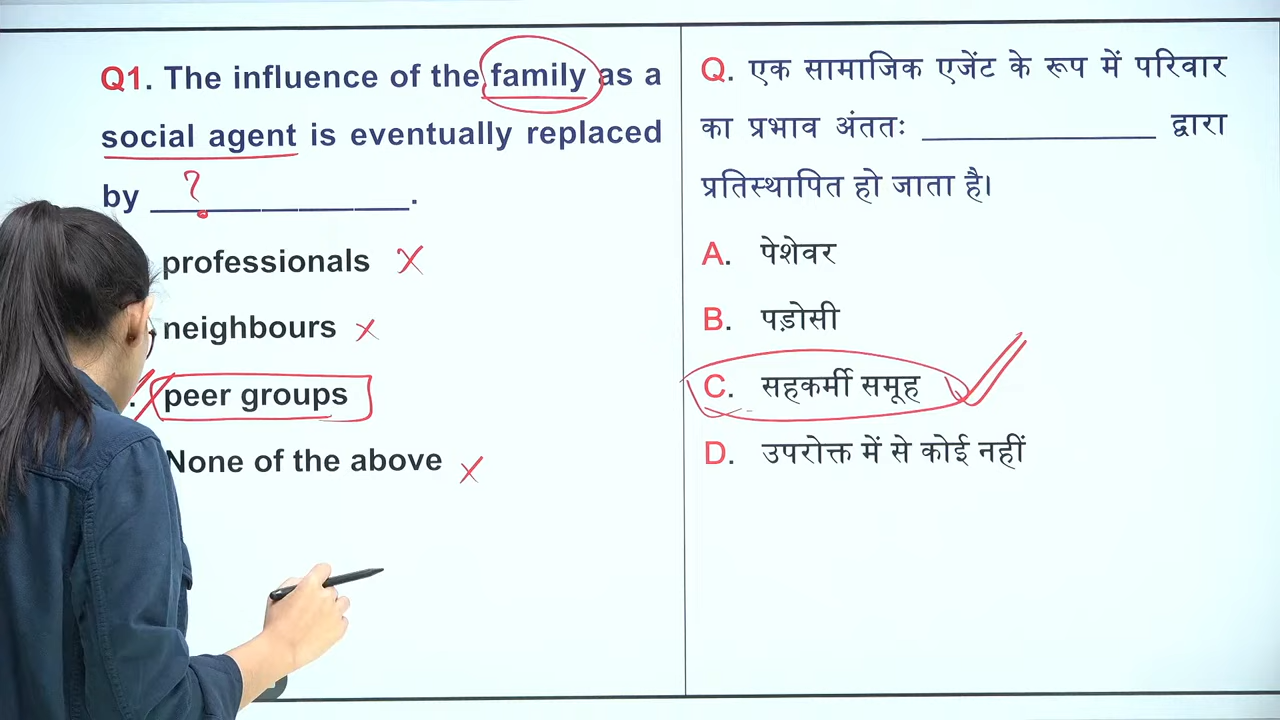 Q1. The influence of the family as a
social agent is eventually replaced
by ? ____________.
professionals
neighbours
peer groups
None of the above
Q. एक सामाजिक एजेंट के रूप में परिवार
का प्रभाव अंततः ____________ द्वारा
प्रतिस्थापित हो जाता है।
A. पेशेवर
B. पड़ोसी
C. सहकर्मी समूह
D. उपरोक्त में से कोई नहीं